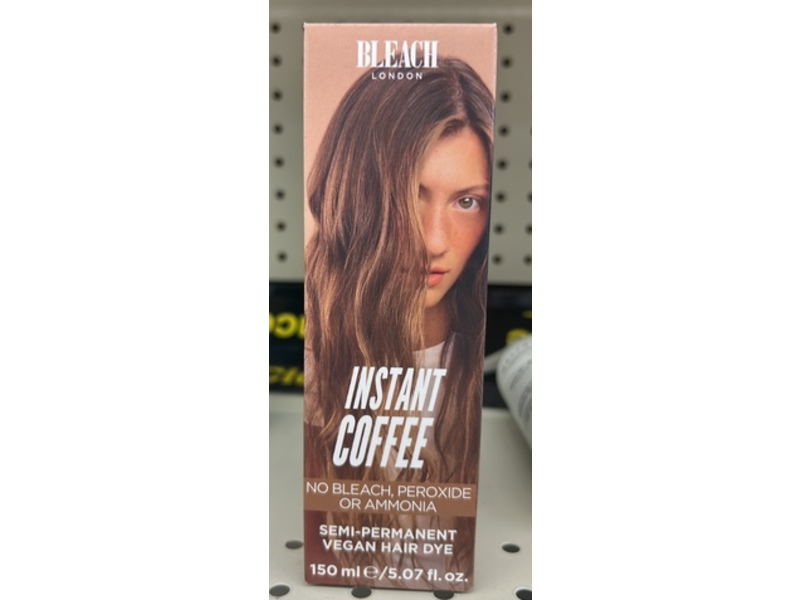 BLEACH
LONDON
INSTANT
COFFEE
NO BLEACH, PEROXIDE
OR AMMONIA
SEMI-PERMANENT
VEGAN HAIR DYE
150 ml ℮/5.07 fl. oz.